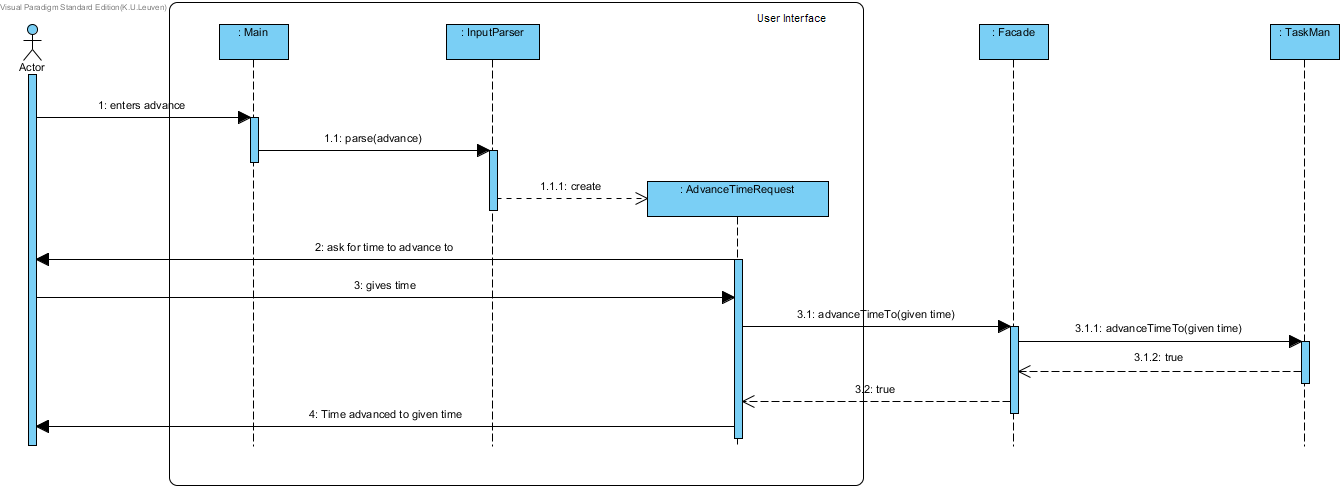 Visual Paradigm Standard Edition(K.U.Leuven)
User Interface
: Main
: InputParser
: Facade
: TaskMan
Actor
1: enters advance
1.1: parse(advance)
1.1.1: create
: AdvanceTimeRequest
2: ask for time to advance to
3: gives time
3.1: advanceTimeTo(given time)
3.1.1: advanceTimeTo(given time)
3.1.2: true
3.2: true
4: Time advanced to given time